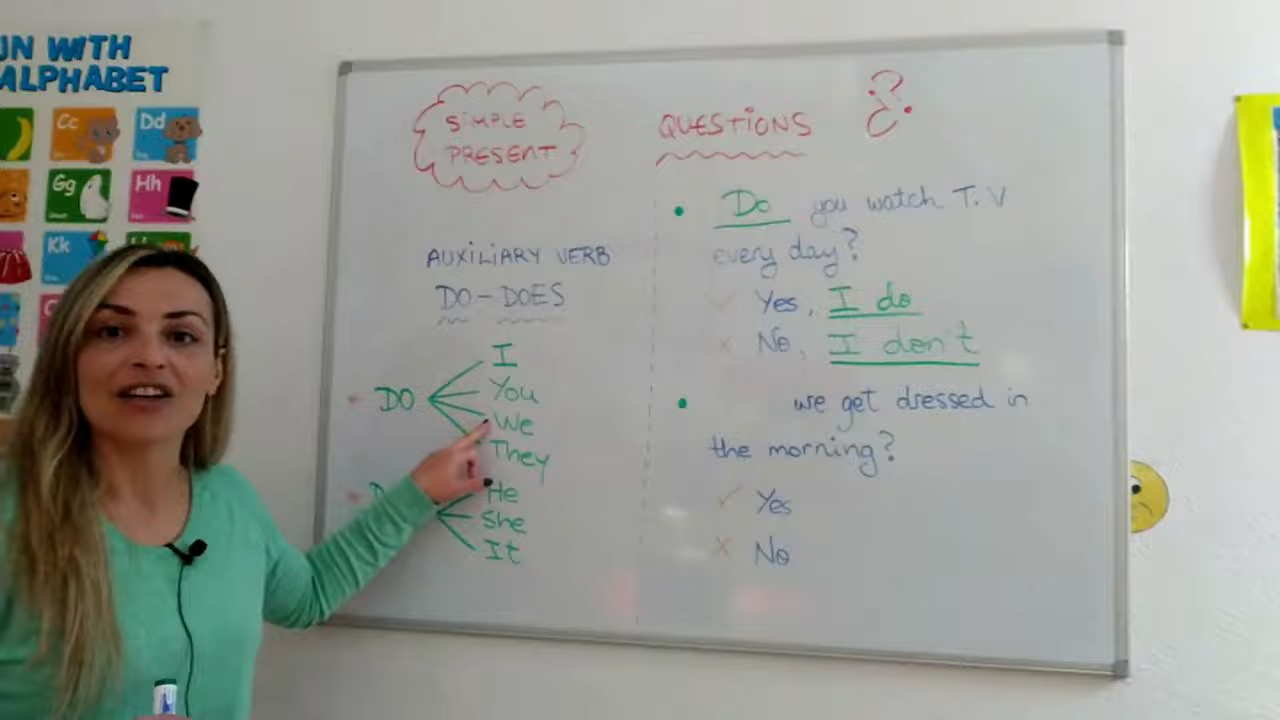 UN WITH
ALPHABET
Cc
Dd
Gg
Hh
Kk
SIMPLE
PRESENT
AUXILIARY VERB
DO - DOES
DO
I
You
We
They
He
She
It
QUESTIONS ?
• Do you watch T.V
every day?
Yes, I do
No, I don't
• we get dressed in
the morning?
✓ Yes
x No